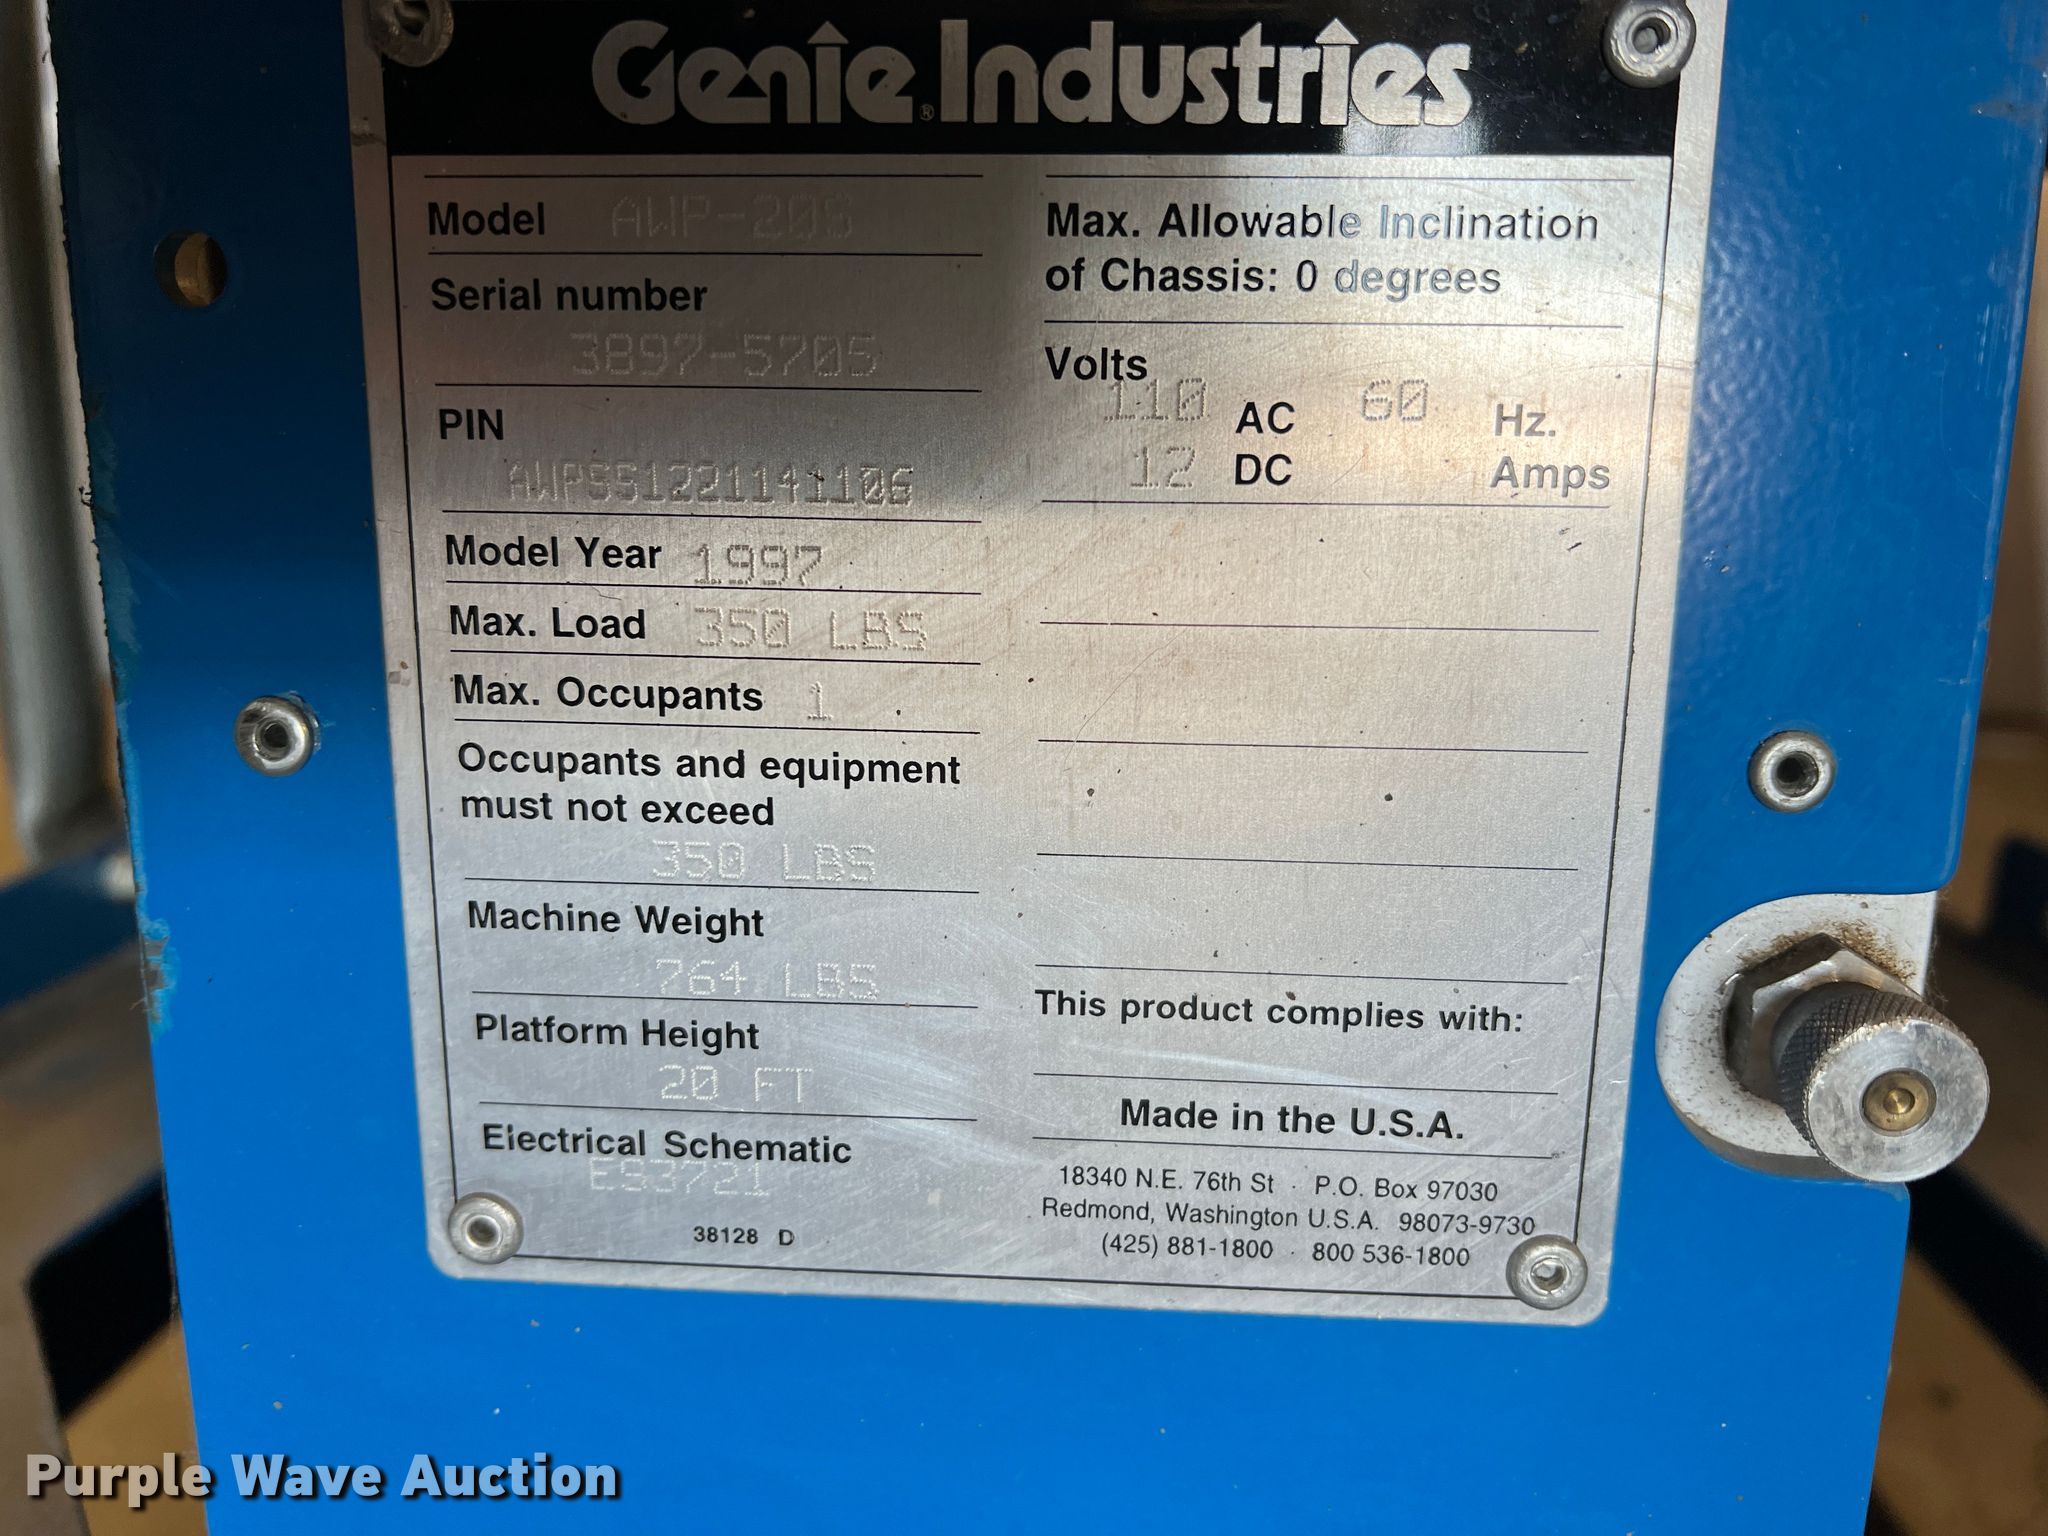 Genie® Industries
Model AWP-20S
Serial number
3897-5705
PIN
AWPSS1221141106
Model Year 1997
Max. Load 350 LBS
Max. Occupants 1
Occupants and equipment
must not exceed
350 LBS
Machine Weight
764 LBS
Platform Height
20 FT
Electrical Schematic
ES3721
38128 D
Max. Allowable Inclination
of Chassis: 0 degrees
Volts
110 AC 60 Hz.
12 DC Amps
This product complies with:
Made in the U.S.A.
18340 N.E. 76th St · P.O. Box 97030
Redmond, Washington U.S.A. 98073-9730
(425) 881-1800 · 800 536-1800
Purple Wave Auction